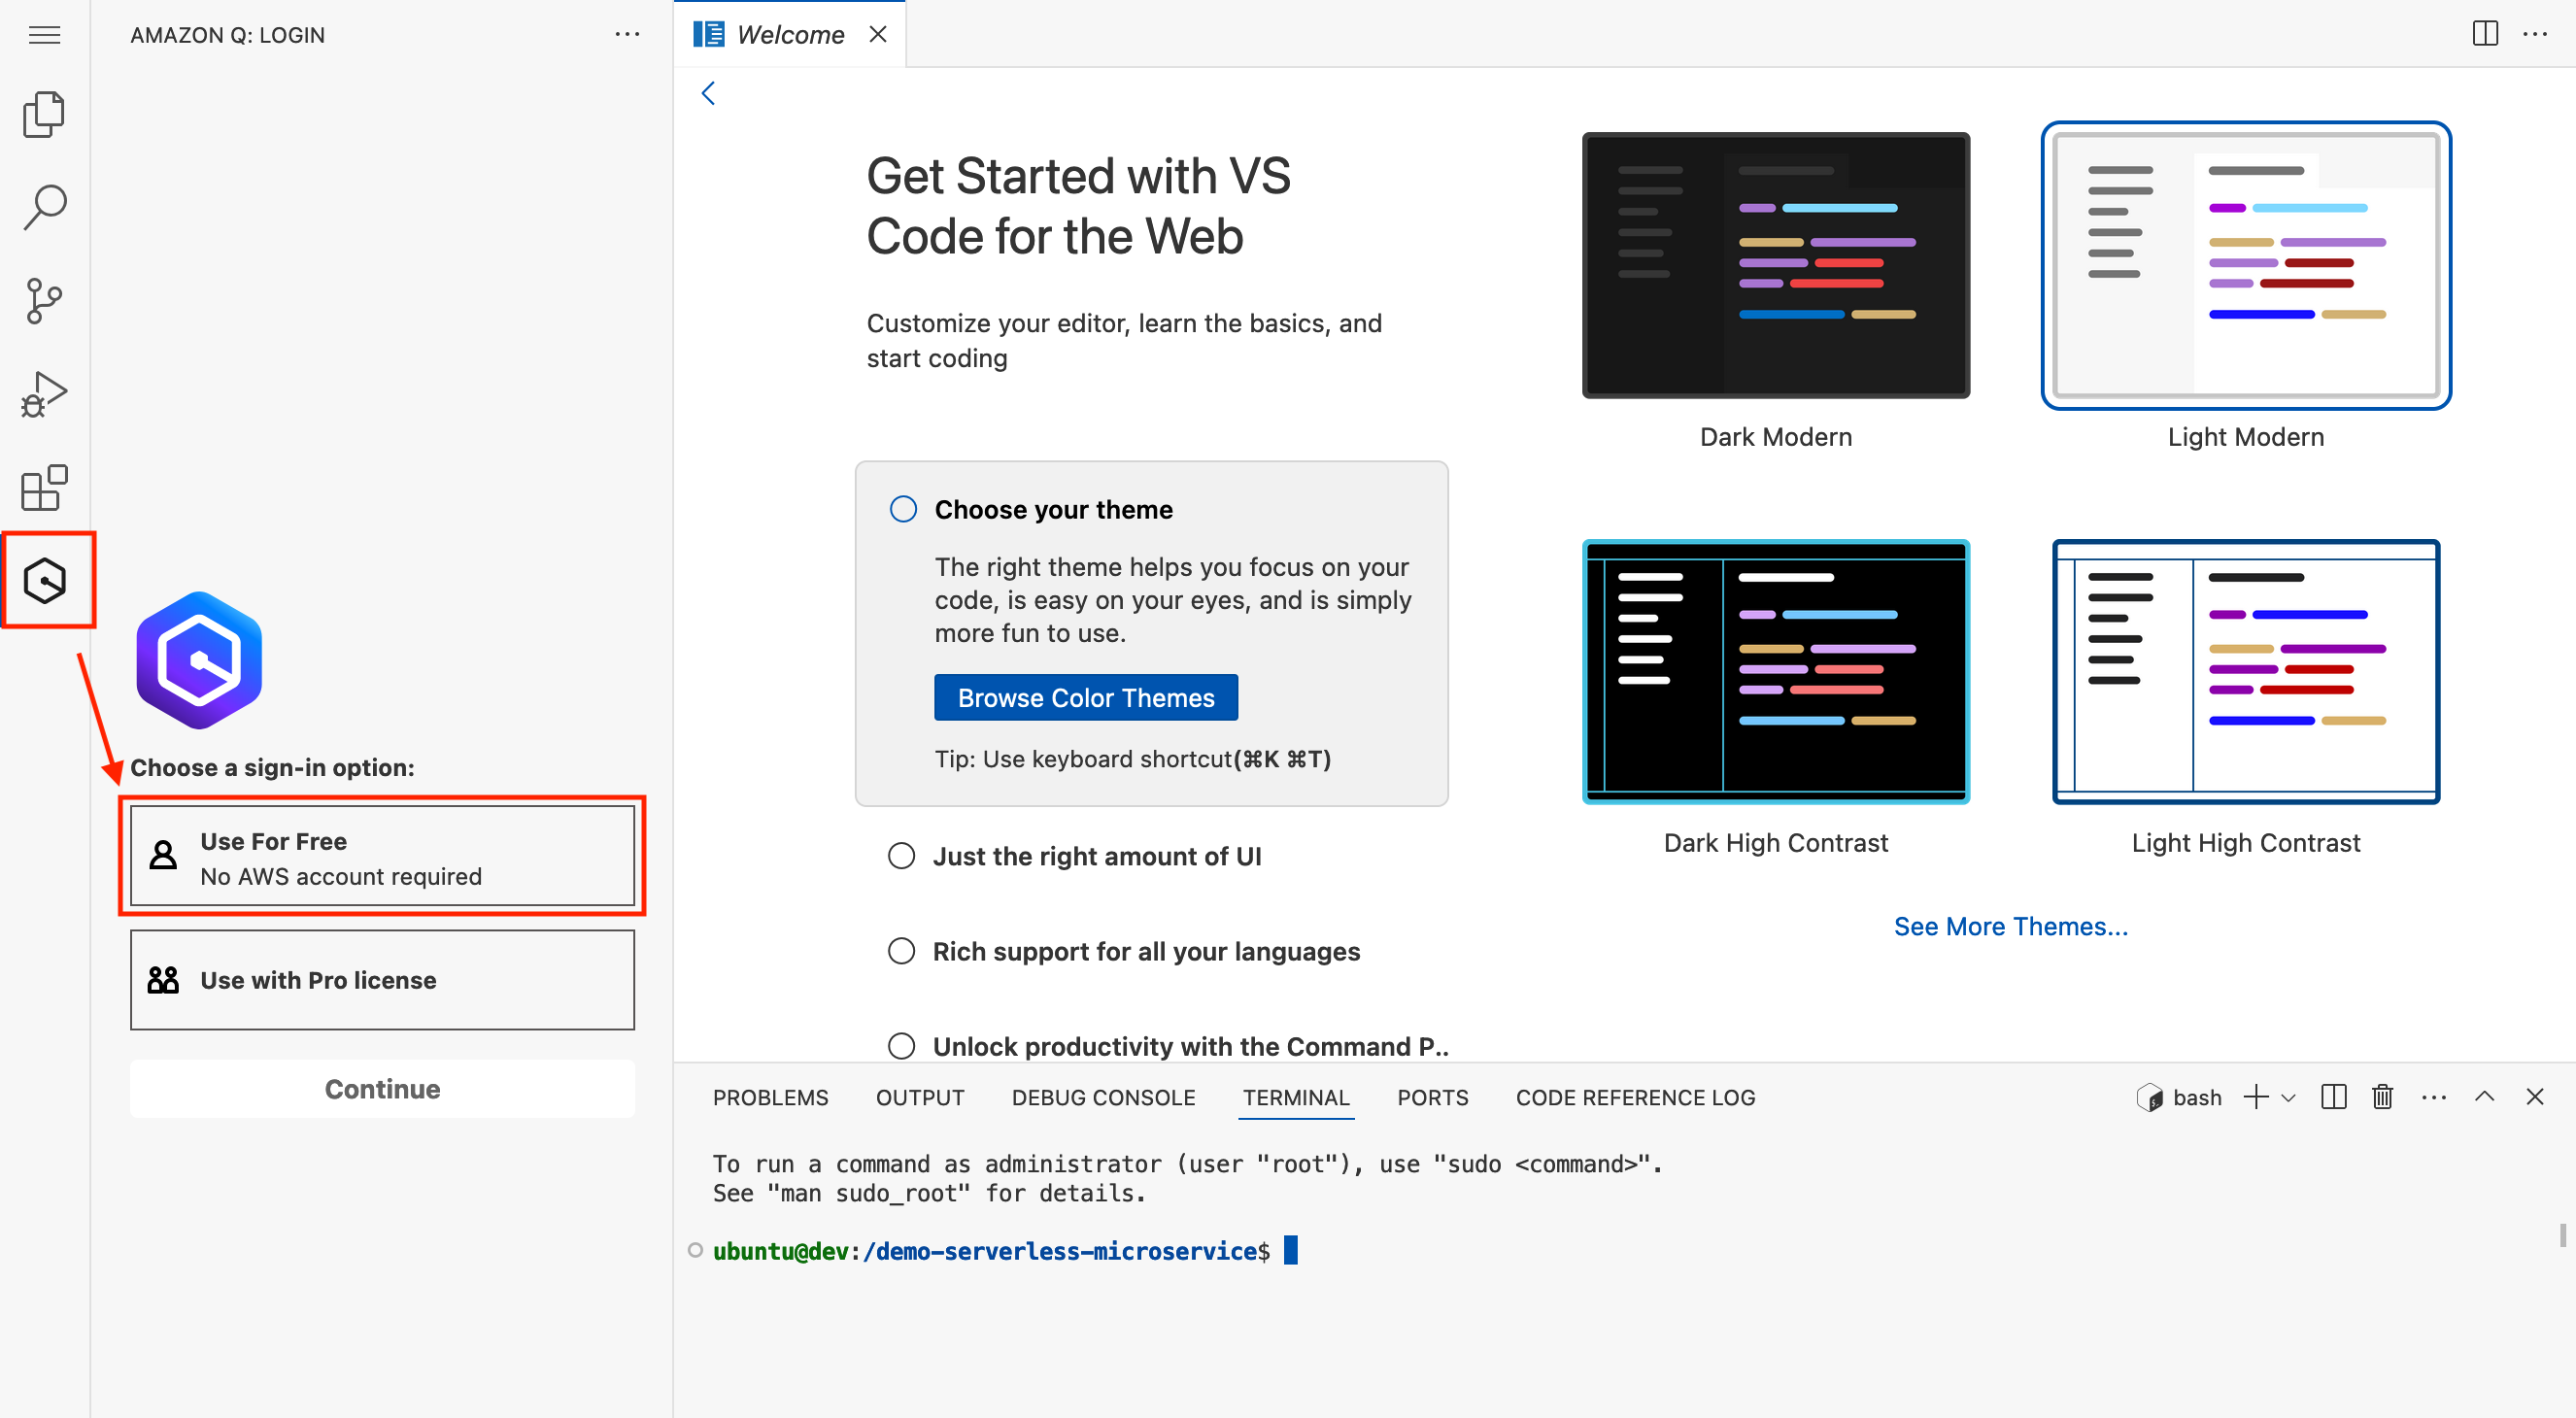 AMAZON Q: LOGIN
Choose a sign-in option:
Use For Free
No AWS account required
Use with Pro license
Continue
Welcome
Get Started with VS
Code for the Web
Customize your editor, learn the basics, and
start coding
Choose your theme
The right theme helps you focus on your
code, is easy on your eyes, and is simply
more fun to use.
Browse Color Themes
Tip: Use keyboard shortcut(⌘K ⌘T)
Just the right amount of UI
Rich support for all your languages
Unlock productivity with the Command P..
Dark Modern
Light Modern
Dark High Contrast
Light High Contrast
See More Themes...
PROBLEMS OUTPUT DEBUG CONSOLE TERMINAL PORTS CODE REFERENCE LOG
bash
To run a command as administrator (user "root"), use "sudo <command>".
See "man sudo_root" for details.
ubuntu@dev:/demo-serverless-microservice$